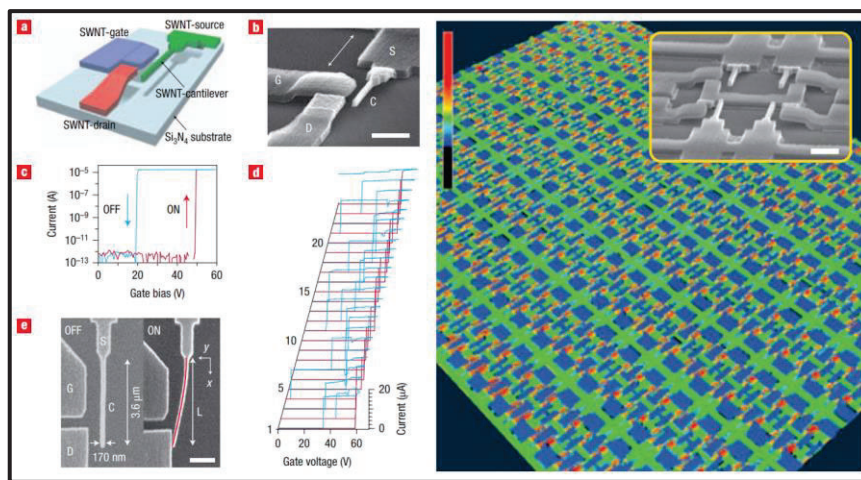 a
SWNT-source
SWNT-gate
SWNT-cantilever
SWNT-drain
Si₃N₄ substrate
b
S
G
C
D
c
Current (A)
10⁻⁵
10⁻⁷
10⁻⁹
10⁻¹¹
10⁻¹³
OFF
ON
0 20 40 60
Gate bias (V)
d
20
15
10
5
1
20
0
Current (μA)
0 20 40 60
Gate voltage (V)
e
OFF
ON
S
y
x
G
C
3.6 μm
L
D
170 nm